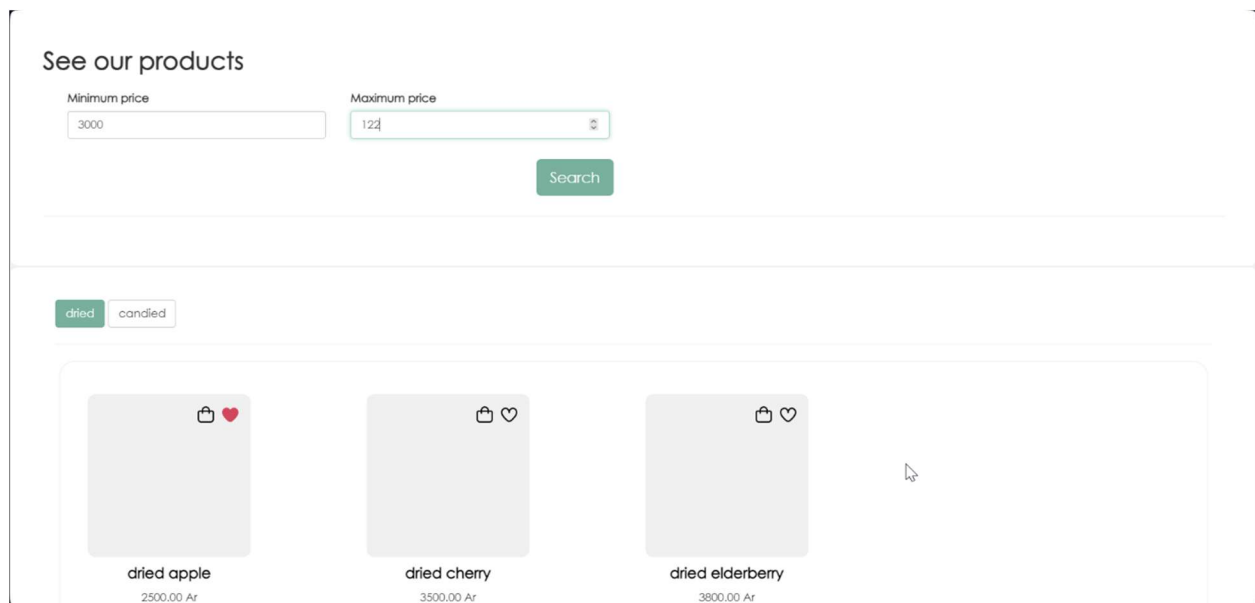 See our products
Minimum price Maximum price
3000 122
Search
dried candied
dried apple dried cherry dried elderberry
2500.00 Ar 3500.00 Ar 3800.00 Ar